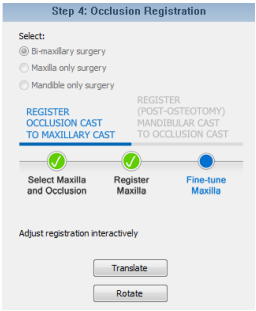 Step 4: Occlusion Registration
Select:
Bi-maxillary surgery
Maxilla only surgery
Mandible only surgery
REGISTER
OCCLUSION CAST
TO MAXILLARY CAST
REGISTER
(POST-OSTEOTOMY)
MANDIBULAR CAST
TO OCCLUSION CAST
Select Maxilla
and Occlusion
Register
Maxilla
Fine-tune
Maxilla
Adjust registration interactively
Translate
Rotate